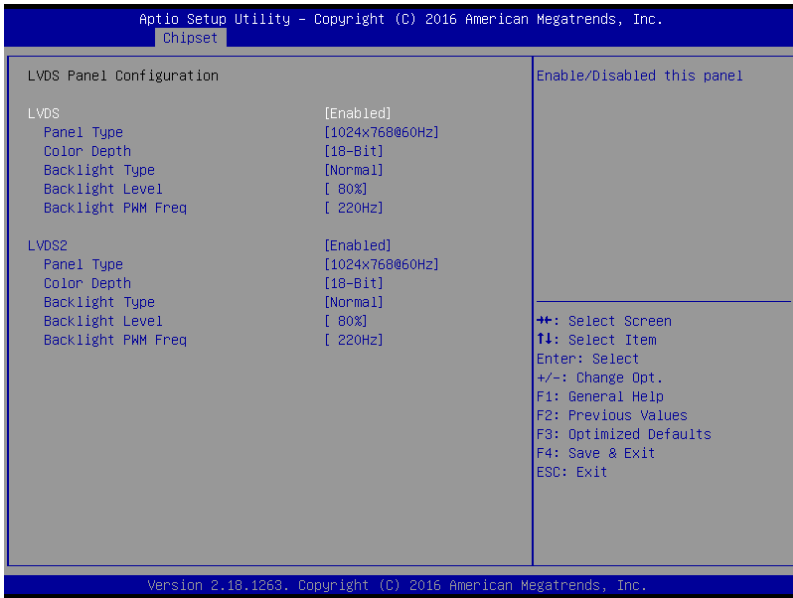 Aptio Setup Utility – Copyright (C) 2016 American Megatrends, Inc.
Chipset
LVDS Panel Configuration
LVDS [Enabled]
Panel Type [1024x768@60Hz]
Color Depth [18-Bit]
Backlight Type [Normal]
Backlight Level [ 80%]
Backlight PWM Freq [ 220Hz]
LVDS2 [Enabled]
Panel Type [1024x768@60Hz]
Color Depth [18-Bit]
Backlight Type [Normal]
Backlight Level [ 80%]
Backlight PWM Freq [ 220Hz]
Enable/Disabled this panel
→←: Select Screen
↑↓: Select Item
Enter: Select
+/-: Change Opt.
F1: General Help
F2: Previous Values
F3: Optimized Defaults
F4: Save & Exit
ESC: Exit
Version 2.18.1263. Copyright (C) 2016 American Megatrends, Inc.